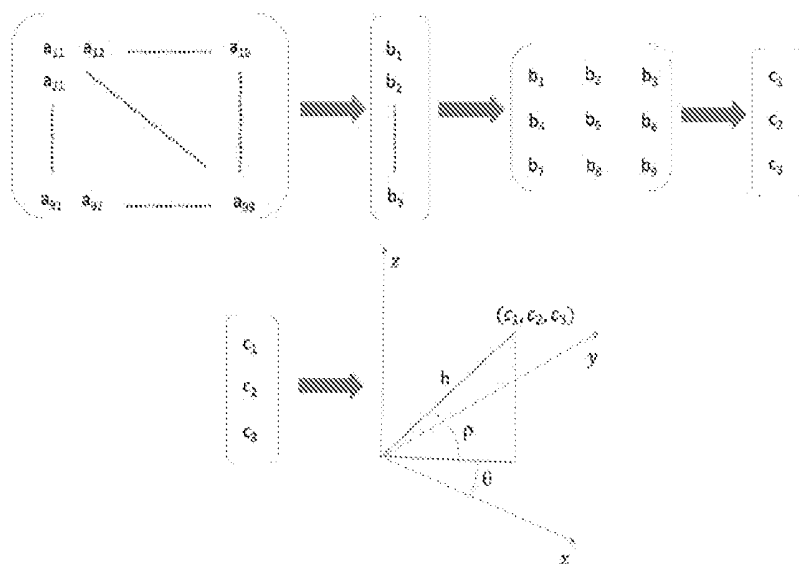 a₁₁ a₁₂ a₁₉
a₂₁
a₉₁ a₉₂ a₉₉
b₁
b₂
b₉
b₁ b₂ b₃
b₄ b₅ b₆
b₇ b₈ b₉
c₁
c₂
c₃
z
(c₁, c₂, c₃)
y
h
ρ
θ
x
c₁
c₂
c₃